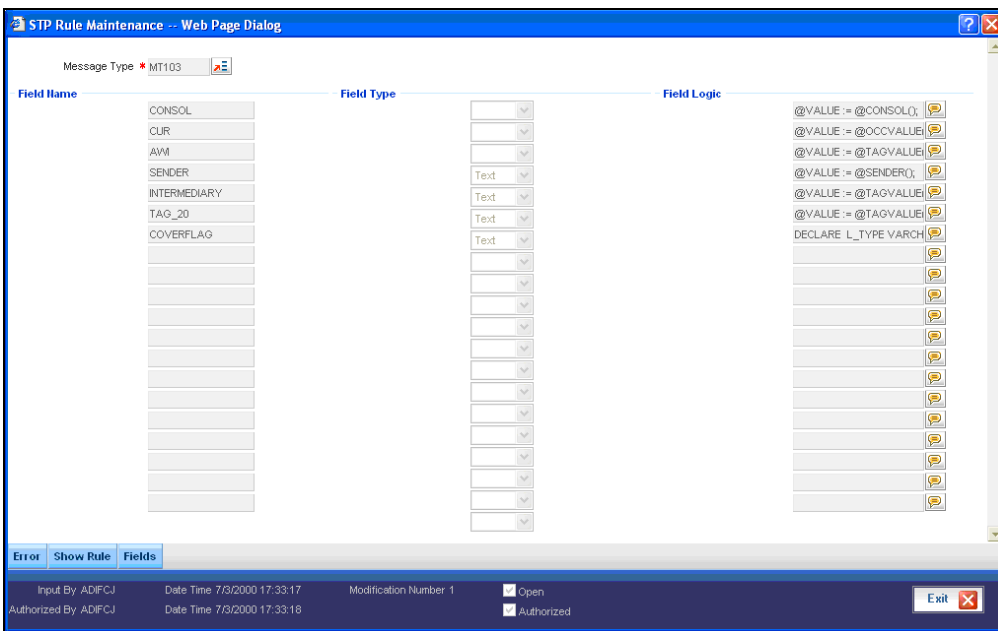 STP Rule Maintenance -- Web Page Dialog
Message Type * MT103
Field Name Field Type Field Logic
CONSOL @VALUE := @CONSOL();
CUR @VALUE := @OCCVALUE(
AWI @VALUE := @TAGVALUE(
SENDER Text @VALUE := @SENDER();
INTERMEDIARY Text @VALUE := @TAGVALUE(
TAG_20 Text @VALUE := @TAGVALUE(
COVERFLAG Text DECLARE L_TYPE VARCH
Error Show Rule Fields
Input By ADIFCJ Date Time 7/3/2000 17:33:17 Modification Number 1 Open
Authorized By ADIFCJ Date Time 7/3/2000 17:33:18 Authorized
Exit